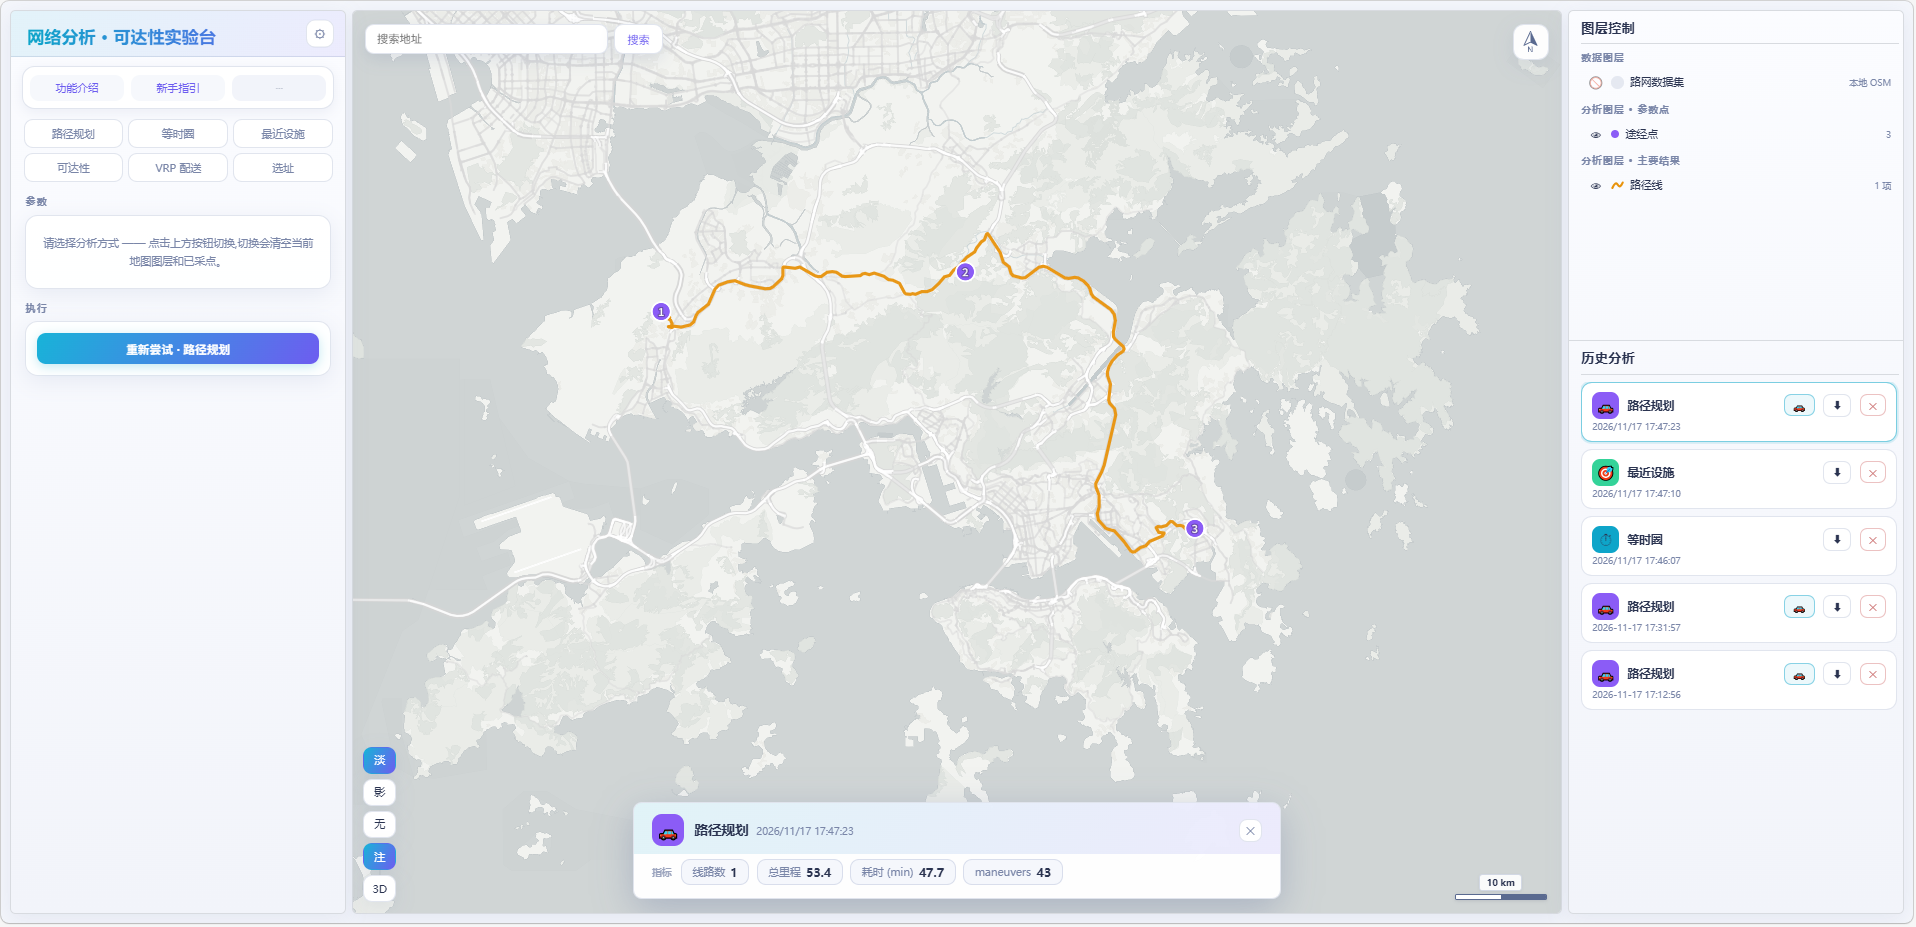 网络分析・可达性实验台
功能介绍
新手指引
...
路径规划
等时圈
最近设施
可达性
VRP 配送
选址
参数
请选择分析方式 —— 点击上方按钮切换,切换会清空当前
地图图层和已采点。
执行
重新尝试 · 路径规划
搜索地址
搜索
N
1
2
3
淡
影
无
注
3D
路径规划 2026/11/17 17:47:23
指标 线路数 1 总里程 53.4 耗时 (min) 47.7 maneuvers 43
10 km
图层控制
数据图层
路网数据集 本地 OSM
分析图层・参数点
途经点 3
分析图层・主要结果
路径线 1 项
历史分析
路径规划
2026/11/17 17:47:23
最近设施
2026/11/17 17:47:10
等时圈
2026/11/17 17:46:07
路径规划
2026-11-17 17:31:57
路径规划
2026-11-17 17:12:56